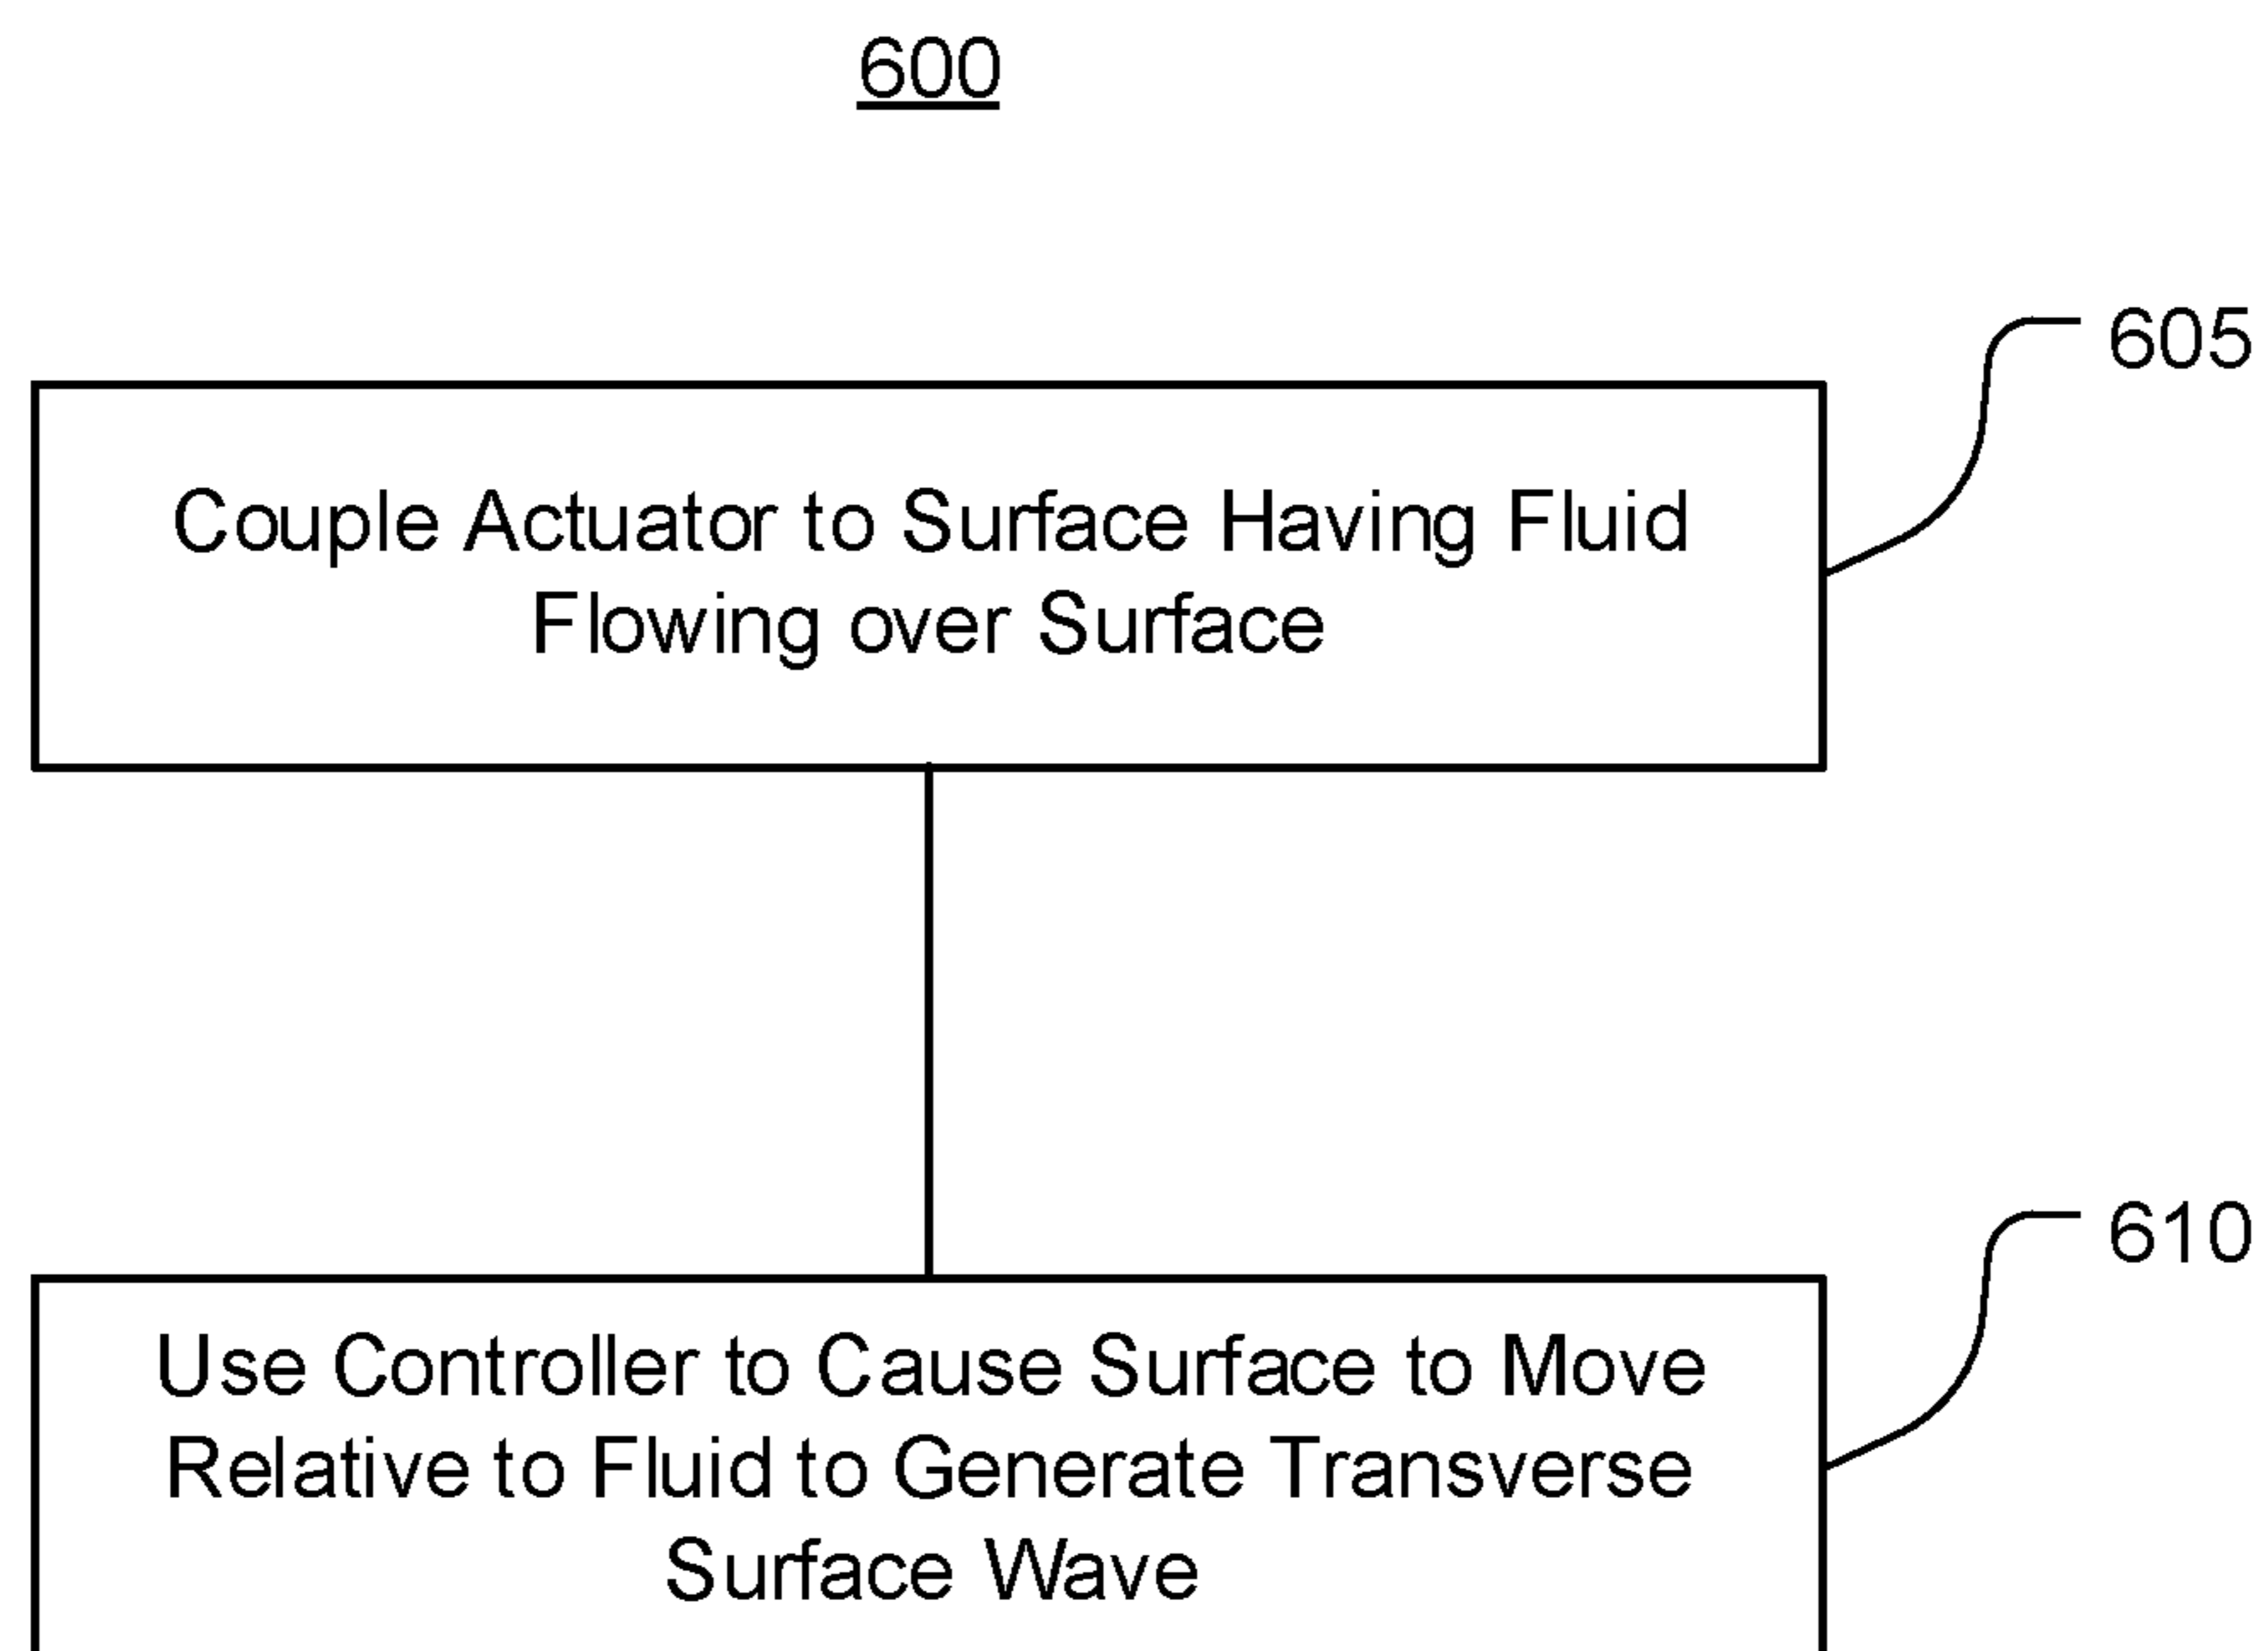 600
605
Couple Actuator to Surface Having Fluid
Flowing over Surface
610
Use Controller to Cause Surface to Move
Relative to Fluid to Generate Transverse
Surface Wave